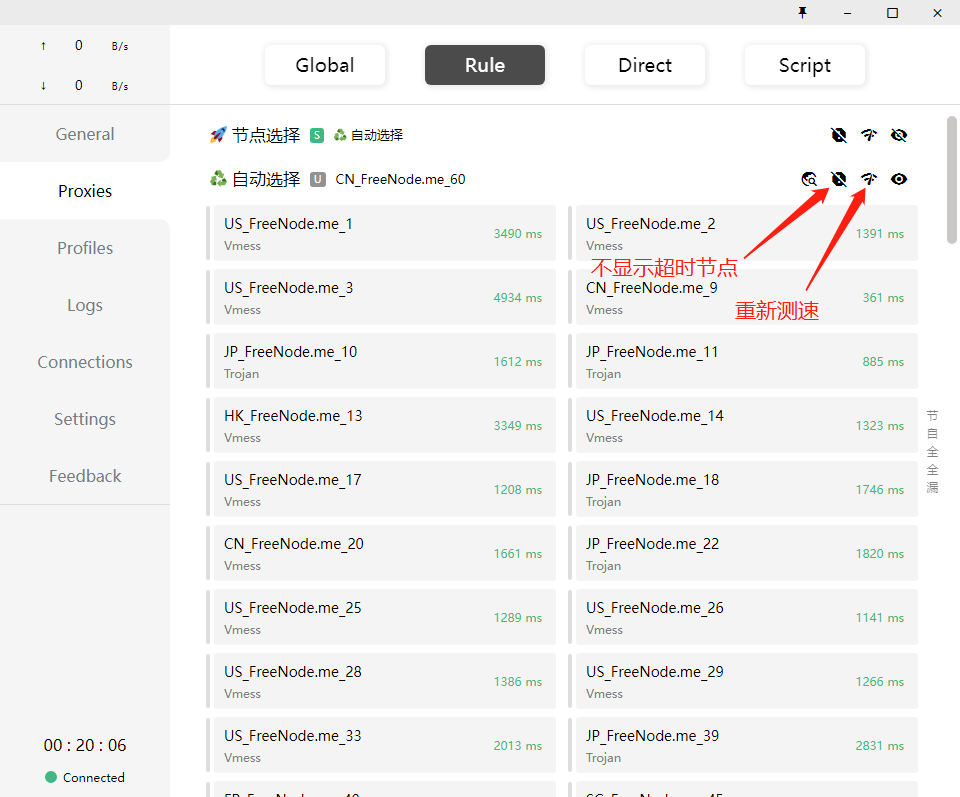 ↑ 0 B/s
↓ 0 B/s
General
Proxies
Profiles
Logs
Connections
Settings
Feedback
00 : 20 : 06
Connected
Global Rule Direct Script
节点选择 S 自动选择
自动选择 U CN_FreeNode.me_60
US_FreeNode.me_1
Vmess
3490 ms
US_FreeNode.me_2
Vmess
1391 ms
不显示超时节点
重新测速
US_FreeNode.me_3
Vmess
4934 ms
CN_FreeNode.me_9
Vmess
361 ms
JP_FreeNode.me_10
Trojan
1612 ms
JP_FreeNode.me_11
Trojan
885 ms
HK_FreeNode.me_13
Vmess
3349 ms
US_FreeNode.me_14
Vmess
1323 ms
US_FreeNode.me_17
Vmess
1208 ms
JP_FreeNode.me_18
Trojan
1746 ms
CN_FreeNode.me_20
Vmess
1661 ms
JP_FreeNode.me_22
Trojan
1820 ms
US_FreeNode.me_25
Vmess
1289 ms
US_FreeNode.me_26
Vmess
1141 ms
US_FreeNode.me_28
Vmess
1386 ms
US_FreeNode.me_29
Vmess
1266 ms
US_FreeNode.me_33
Vmess
2013 ms
JP_FreeNode.me_39
Trojan
2831 ms
节
自
全
全
漏